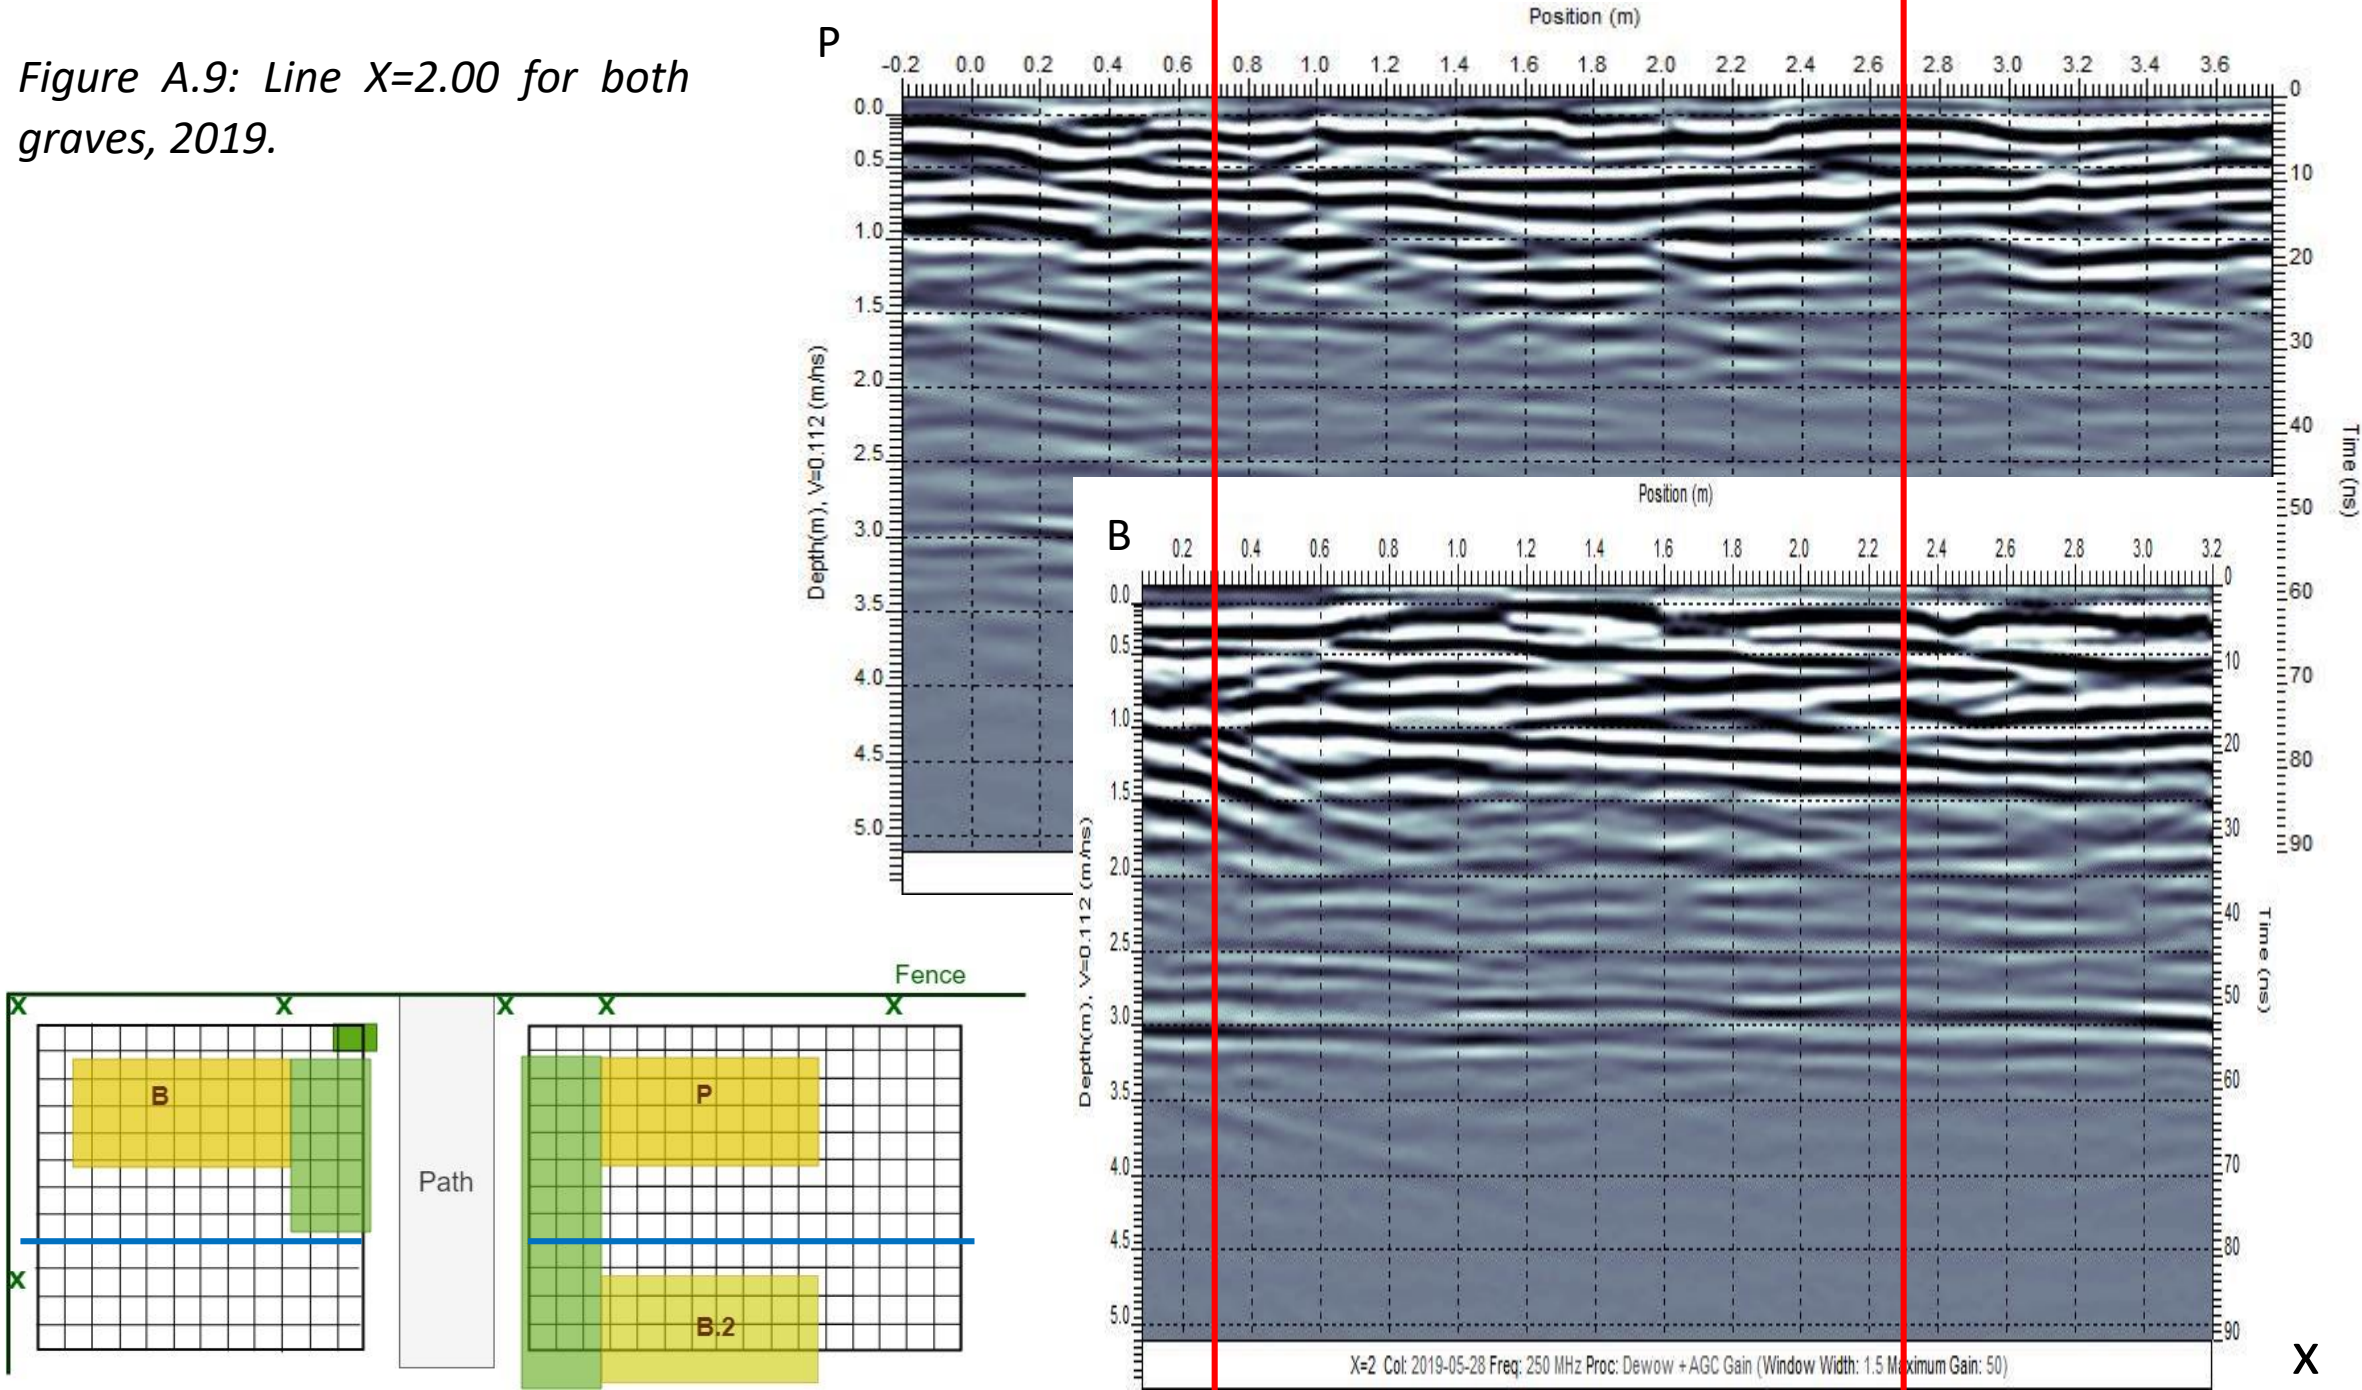 Figure A.9: Line X=2.00 for both
graves, 2019.
P
Position (m)
-0.2 0.0 0.2 0.4 0.6 0.8 1.0 1.2 1.4 1.6 1.8 2.0 2.2 2.4 2.6 2.8 3.0 3.2 3.4 3.6
0.0
0.5
1.0
1.5
2.0
2.5
3.0
3.5
4.0
4.5
5.0
Depth(m), V=0.112 (m/ns)
0
10
20
30
40
50
60
70
80
90
Time (ns)
Position (m)
B
0.2 0.4 0.6 0.8 1.0 1.2 1.4 1.6 1.8 2.0 2.2 2.4 2.6 2.8 3.0 3.2
0.0
0.5
1.0
1.5
2.0
2.5
3.0
3.5
4.0
4.5
5.0
Depth(m), V=0.112 (m/ns)
0
10
20
30
40
50
60
70
80
90
Time (ns)
X=2 Col: 2019-05-28 Freq: 250 MHz Proc: Dewow + AGC Gain (Window Width: 1.5 Maximum Gain: 50)
X
Fence
X X X X X
B
P
Path
X
B.2